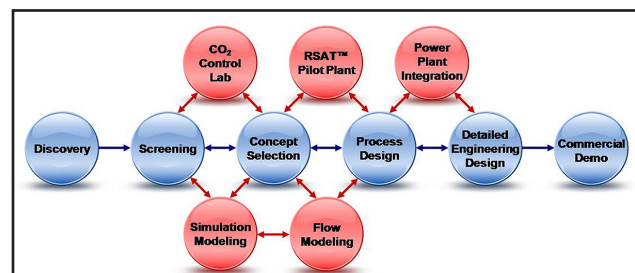 CO₂
Control
Lab
RSAT™
Pilot Plant
Power
Plant
Integration
Discovery
Screening
Concept
Selection
Process
Design
Detailed
Engineering
Design
Commercial
Demo
Simulation
Modeling
Flow
Modeling